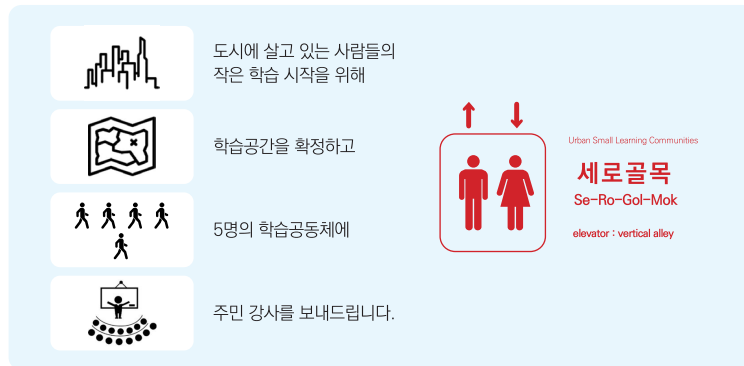 도시에 살고 있는 사람들의
작은 학습 시작을 위해
학습공간을 확정하고
5명의 학습공동체에
주민 강사를 보내드립니다.
Urban Small Learning Communities
세로골목
Se-Ro-Gol-Mok
elevator : vertical alley